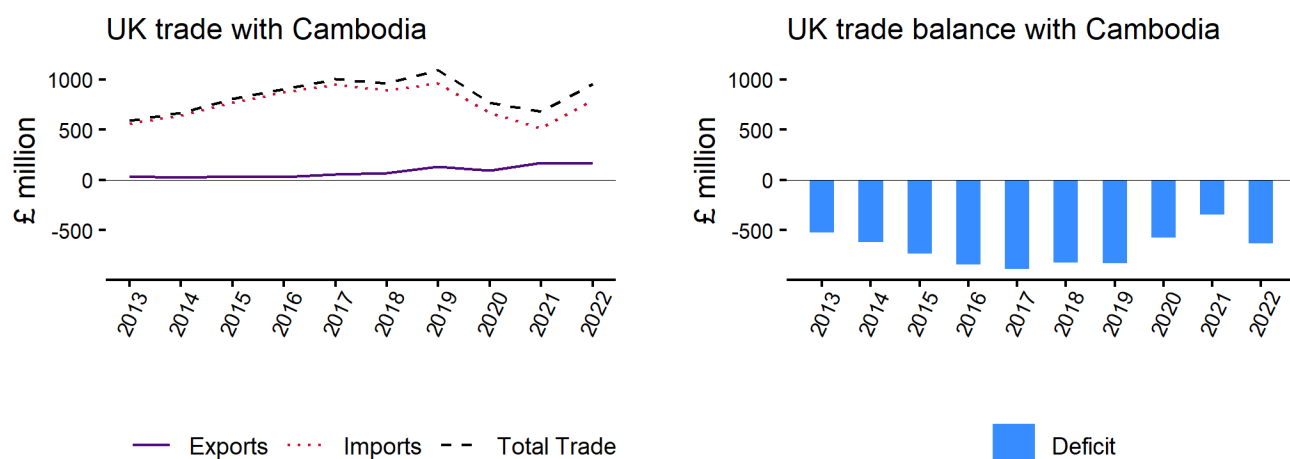 UK trade with Cambodia
£ million
1000
500
0
-500
2013 2014 2015 2016 2017 2018 2019 2020 2021 2022
Exports Imports Total Trade
UK trade balance with Cambodia
£ million
1000
500
0
-500
2013 2014 2015 2016 2017 2018 2019 2020 2021 2022
Deficit